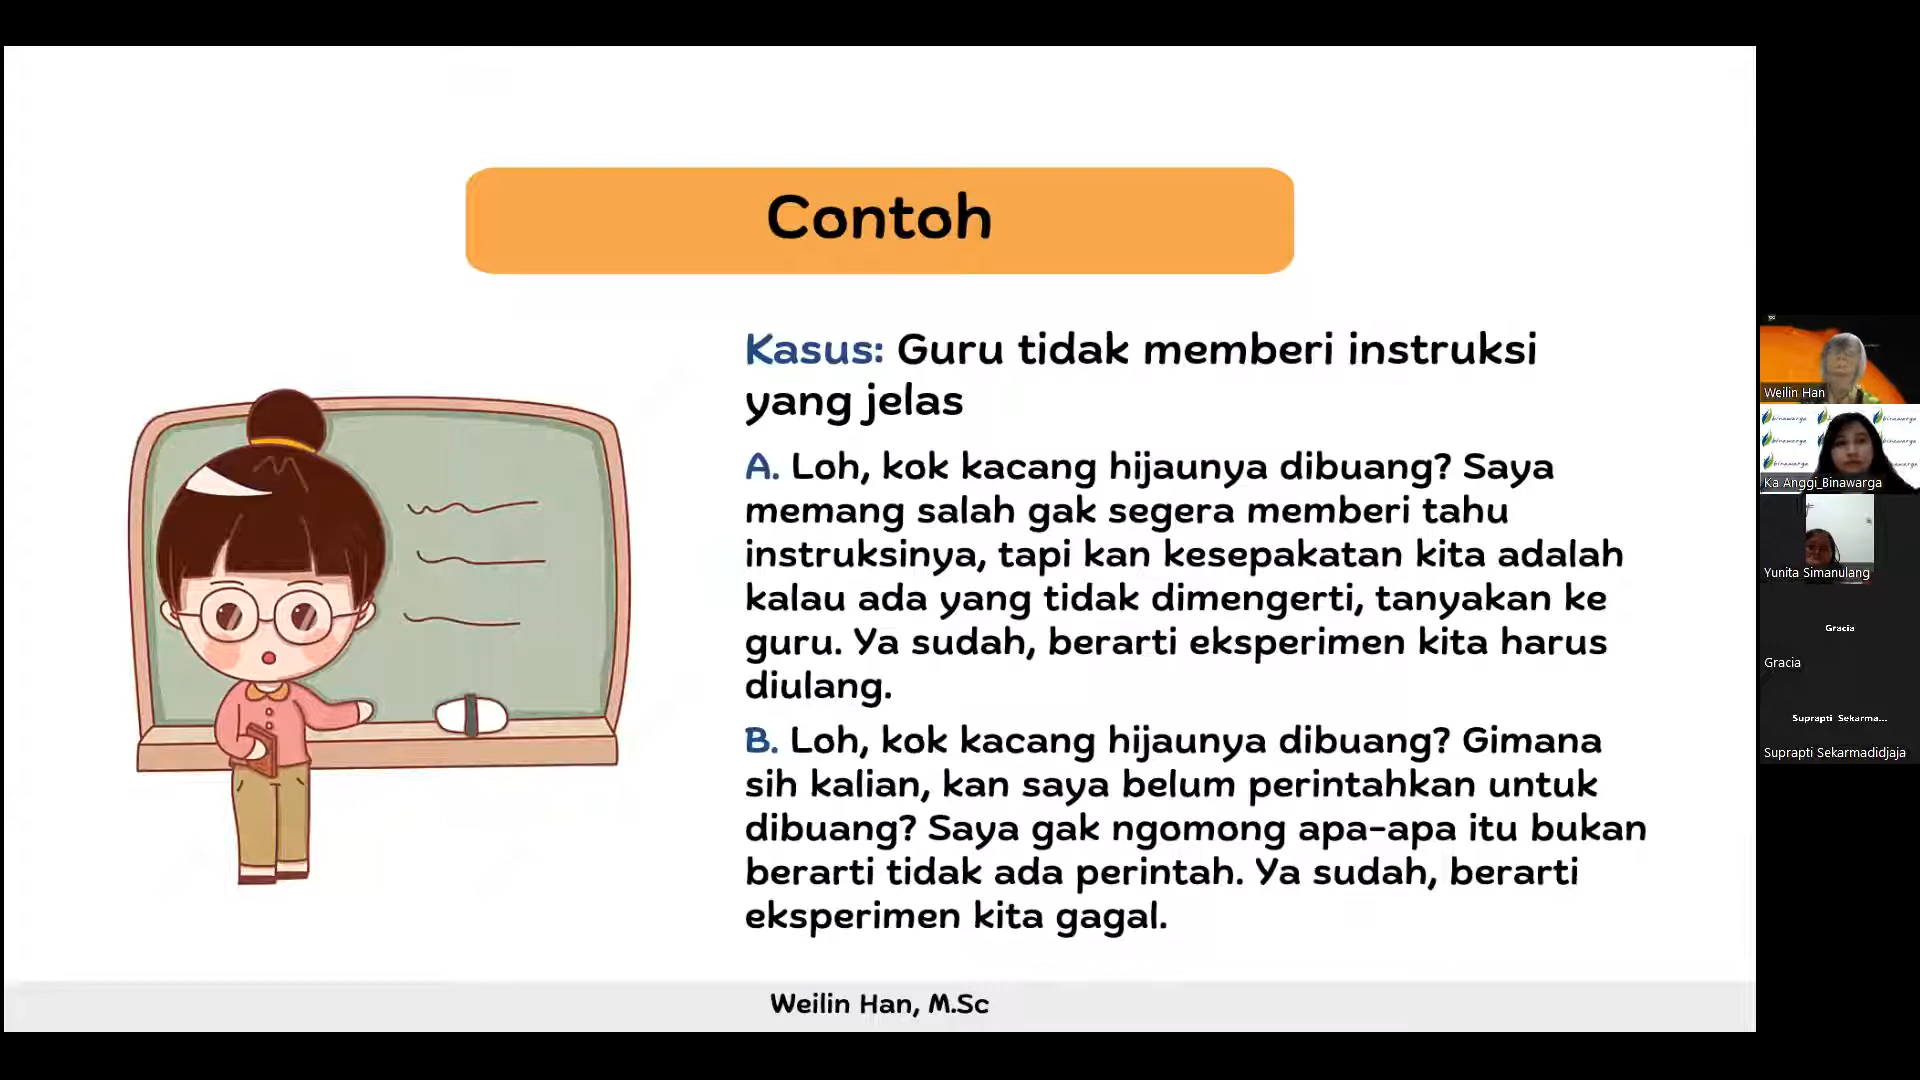 Contoh
Kasus: Guru tidak memberi instruksi
yang jelas
A. Loh, kok kacang hijaunya dibuang? Saya
memang salah gak segera memberi tahu
instruksinya, tapi kan kesepakatan kita adalah
kalau ada yang tidak dimengerti, tanyakan ke
guru. Ya sudah, berarti eksperimen kita harus
diulang.
B. Loh, kok kacang hijaunya dibuang? Gimana
sih kalian, kan saya belum perintahkan untuk
dibuang? Saya gak ngomong apa-apa itu bukan
berarti tidak ada perintah. Ya sudah, berarti
eksperimen kita gagal.
Weilin Han, M.Sc
Weilin Han
binawarga
binawarga
binawarga
binawarga
Ka Anggi_Binawarga
Yunita Simanulang
Gracia
Gracia
Suprapti Sekarma...
Suprapti Sekarmadidjaja